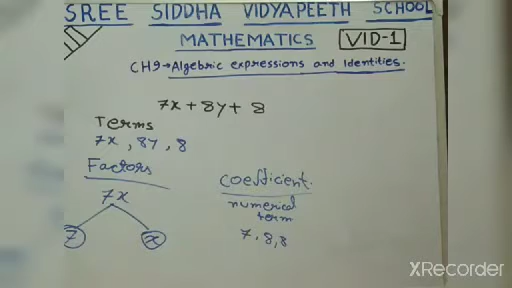 SREE SIDDHA VIDYAPEETH SCHOOL
MATHEMATICS VID-1
CH9→Algebric expressions and Identities.
7x + 8y + 8
Terms
7x, 8y, 8
Factors
7x
7 x
Coefficient.
numerical
term
7, 8, 8
XRecorder